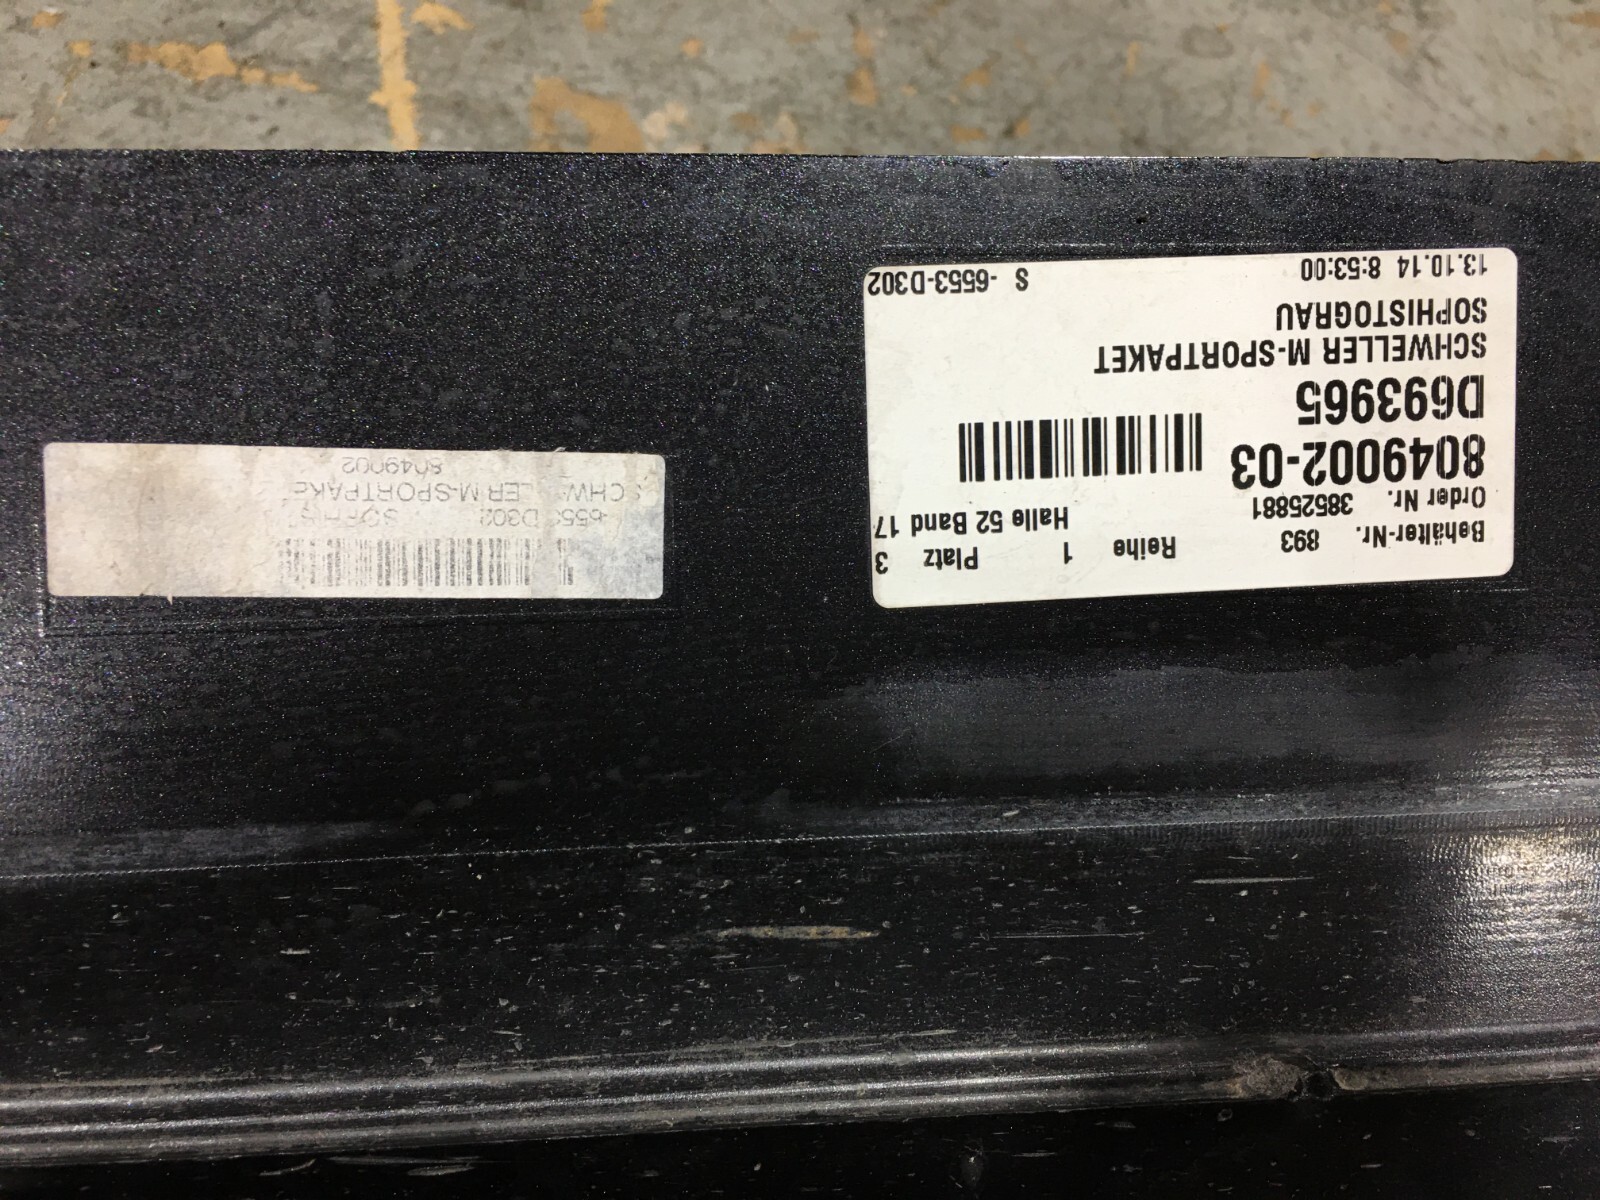 Behälter-Nr. 893 Reihe 1 Platz 3
Order Nr. 38525881 Halle 52 Band 17
8049002-03
D693965
SCHWELLER M-SPORTPAKET
SOPHISTOGRAU
13.10.14 8:53:00 S -6553-D302
D302
M-SPORTPAKE
8049002